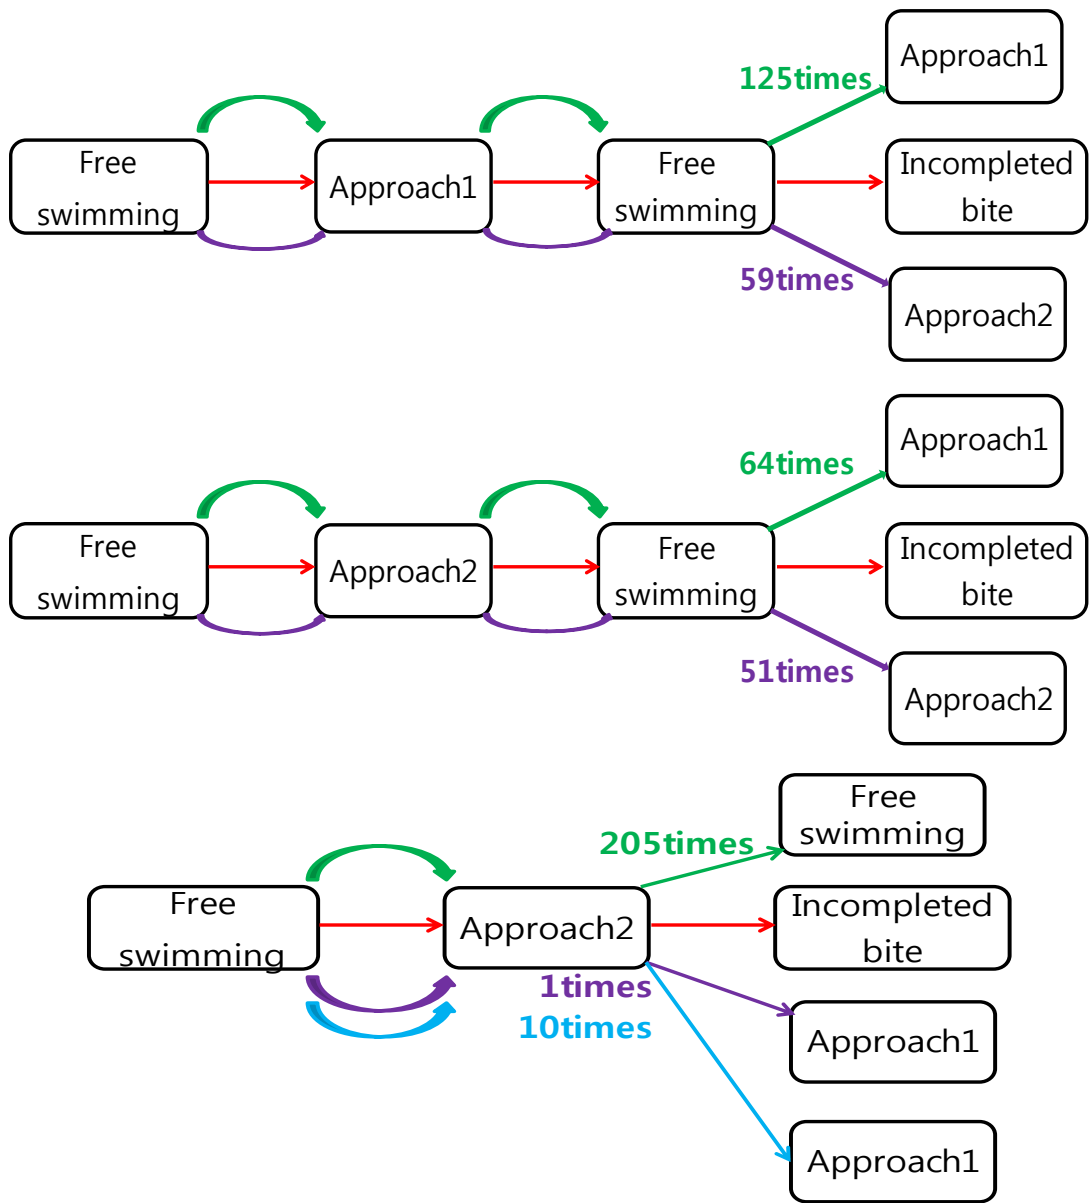 Approach1
125times
Free
swimming
Approach1
Free
swimming
Incompleted
bite
59times
Approach2
Approach1
64times
Free
swimming
Approach2
Free
swimming
Incompleted
bite
51times
Approach2
Free
swimming
205times
Free
swimming
Approach2
Incompleted
bite
1times
10times
Approach1
Approach1